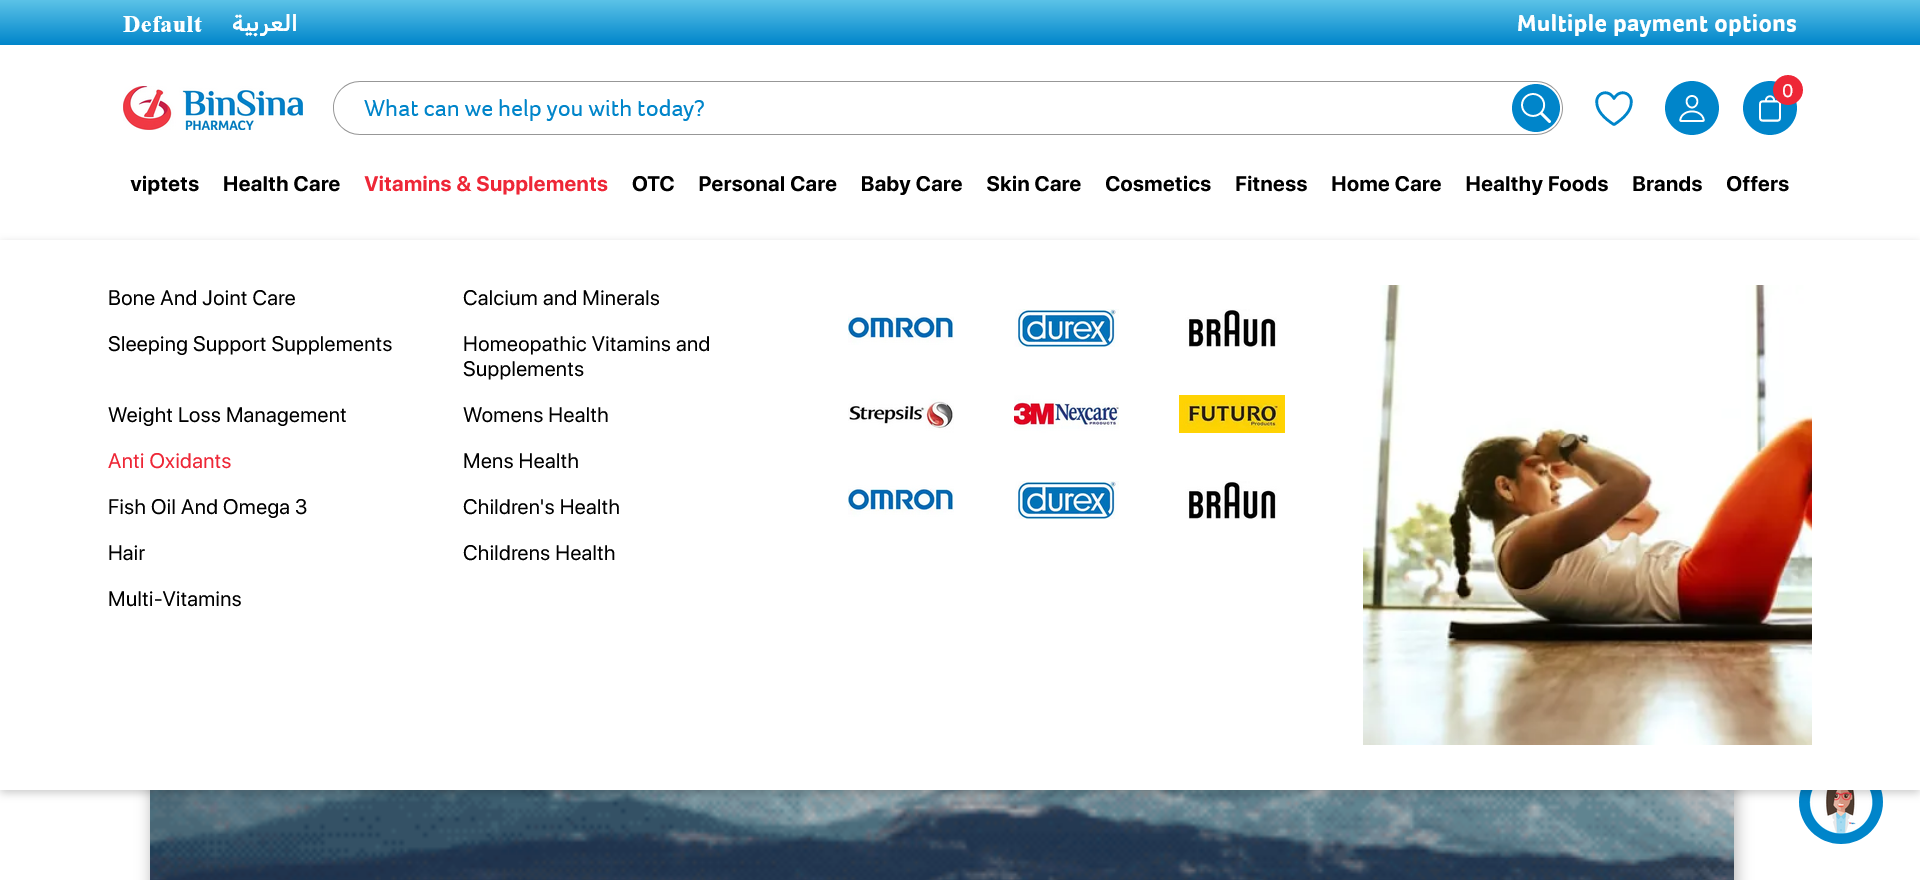 Default العربية Multiple payment options
BinSina
PHARMACY
What can we help you with today?
0
viptets Health Care Vitamins & Supplements OTC Personal Care Baby Care Skin Care Cosmetics Fitness Home Care Healthy Foods Brands Offers
Bone And Joint Care
Calcium and Minerals
Sleeping Support Supplements
Homeopathic Vitamins and
Supplements
Weight Loss Management
Womens Health
Anti Oxidants
Mens Health
Fish Oil And Omega 3
Children's Health
Hair
Childrens Health
Multi-Vitamins
OMRON durex BRAUN
Strepsils 3M Nexcare PRODUCTS FUTURO Products
OMRON durex BRAUN